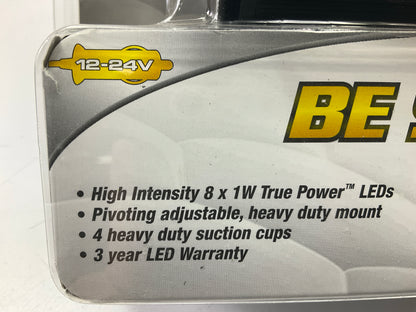 12-24V
BE
• High Intensity 8 x 1W True Power™ LEDs
• Pivoting adjustable, heavy duty mount
• 4 heavy duty suction cups
• 3 year LED Warranty